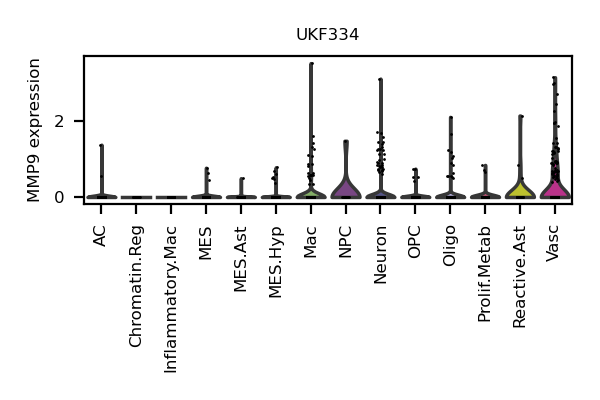 UKF334
MMP9 expression
2
0
AC
Chromatin.Reg
Inflammatory.Mac
MES
MES.Ast
MES.Hyp
Mac
NPC
Neuron
OPC
Oligo
Prolif.Metab
Reactive.Ast
Vasc